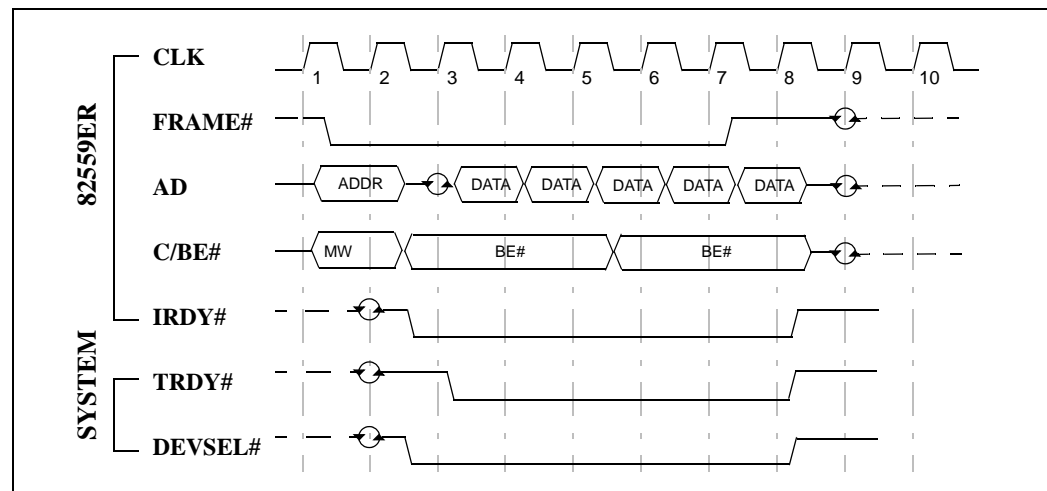 82559ER
SYSTEM
CLK
1 2 3 4 5 6 7 8 9 10
FRAME#
AD
ADDR DATA DATA DATA DATA DATA
C/BE#
MW BE# BE#
IRDY#
TRDY#
DEVSEL#